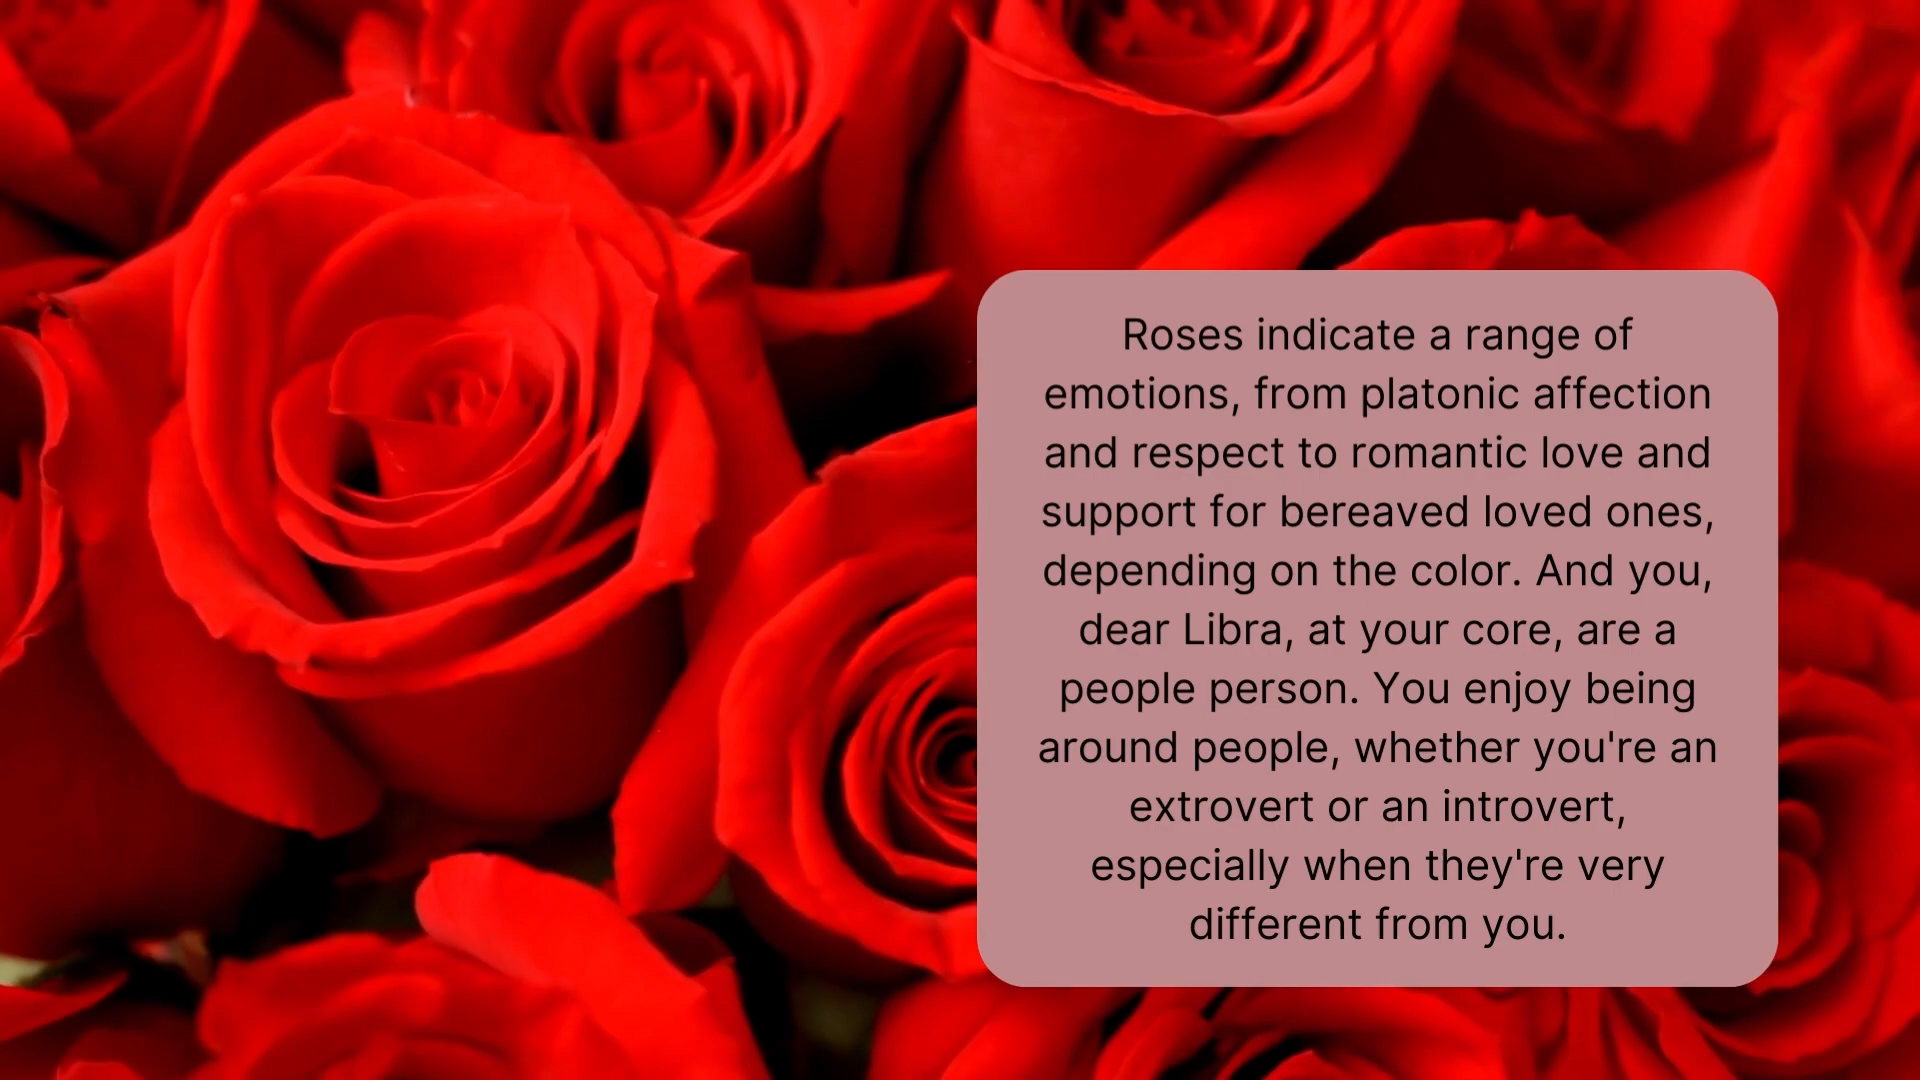 Roses indicate a range of
emotions, from platonic affection
and respect to romantic love and
support for bereaved loved ones,
depending on the color. And you,
dear Libra, at your core, are a
people person. You enjoy being
around people, whether you're an
extrovert or an introvert,
especially when they're very
different from you.